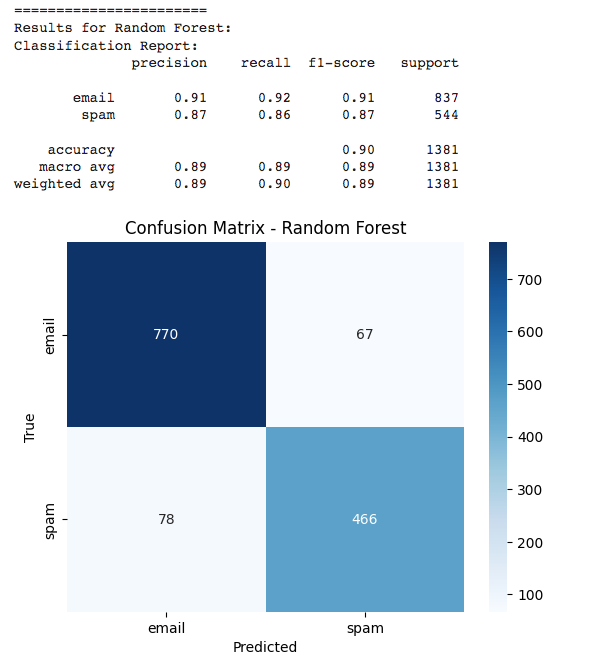 =======================
Results for Random Forest:
Classification Report:
              precision    recall  f1-score   support

       email       0.91      0.92      0.91       837
        spam       0.87      0.86      0.87       544

    accuracy                           0.90      1381
   macro avg       0.89      0.89      0.89      1381
weighted avg       0.89      0.90      0.89      1381

Confusion Matrix - Random Forest
True
email
770 67
spam
78 466
email spam
Predicted
700
600
500
400
300
200
100